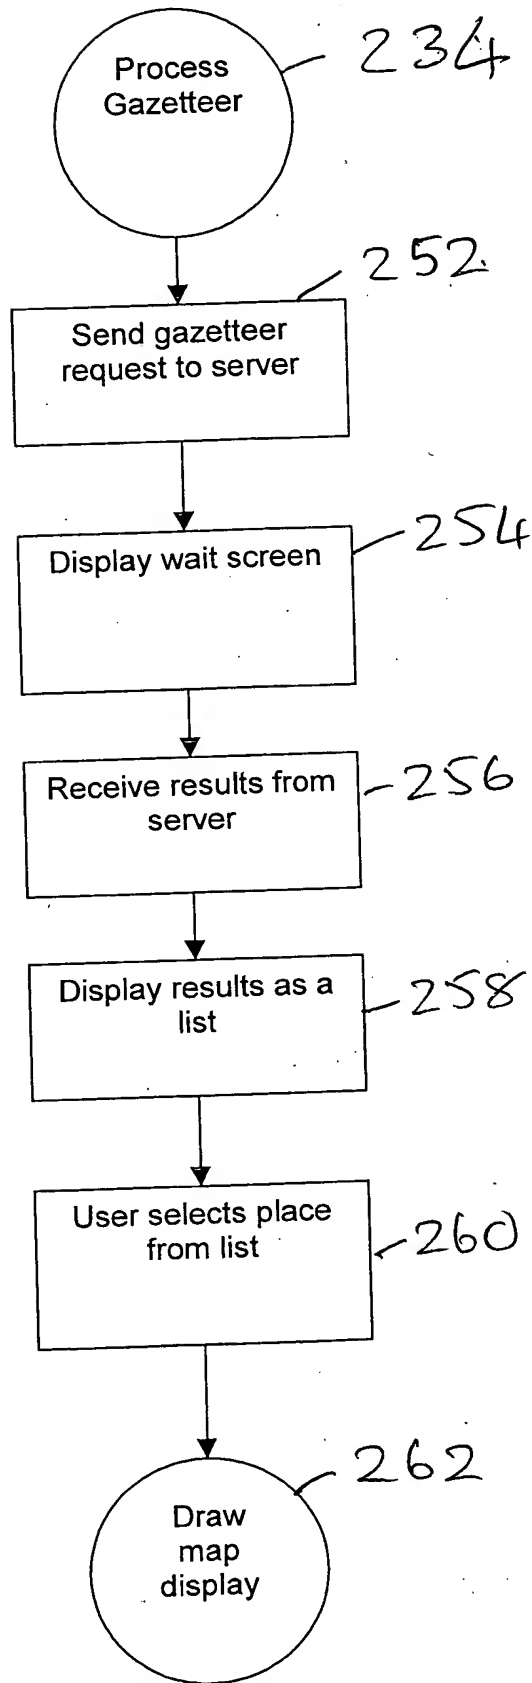 Process
Gazetteer
234
252
Send gazetteer
request to server
254
Display wait screen
256
Receive results from
server
258
Display results as a
list
260
User selects place
from list
262
Draw
map
display